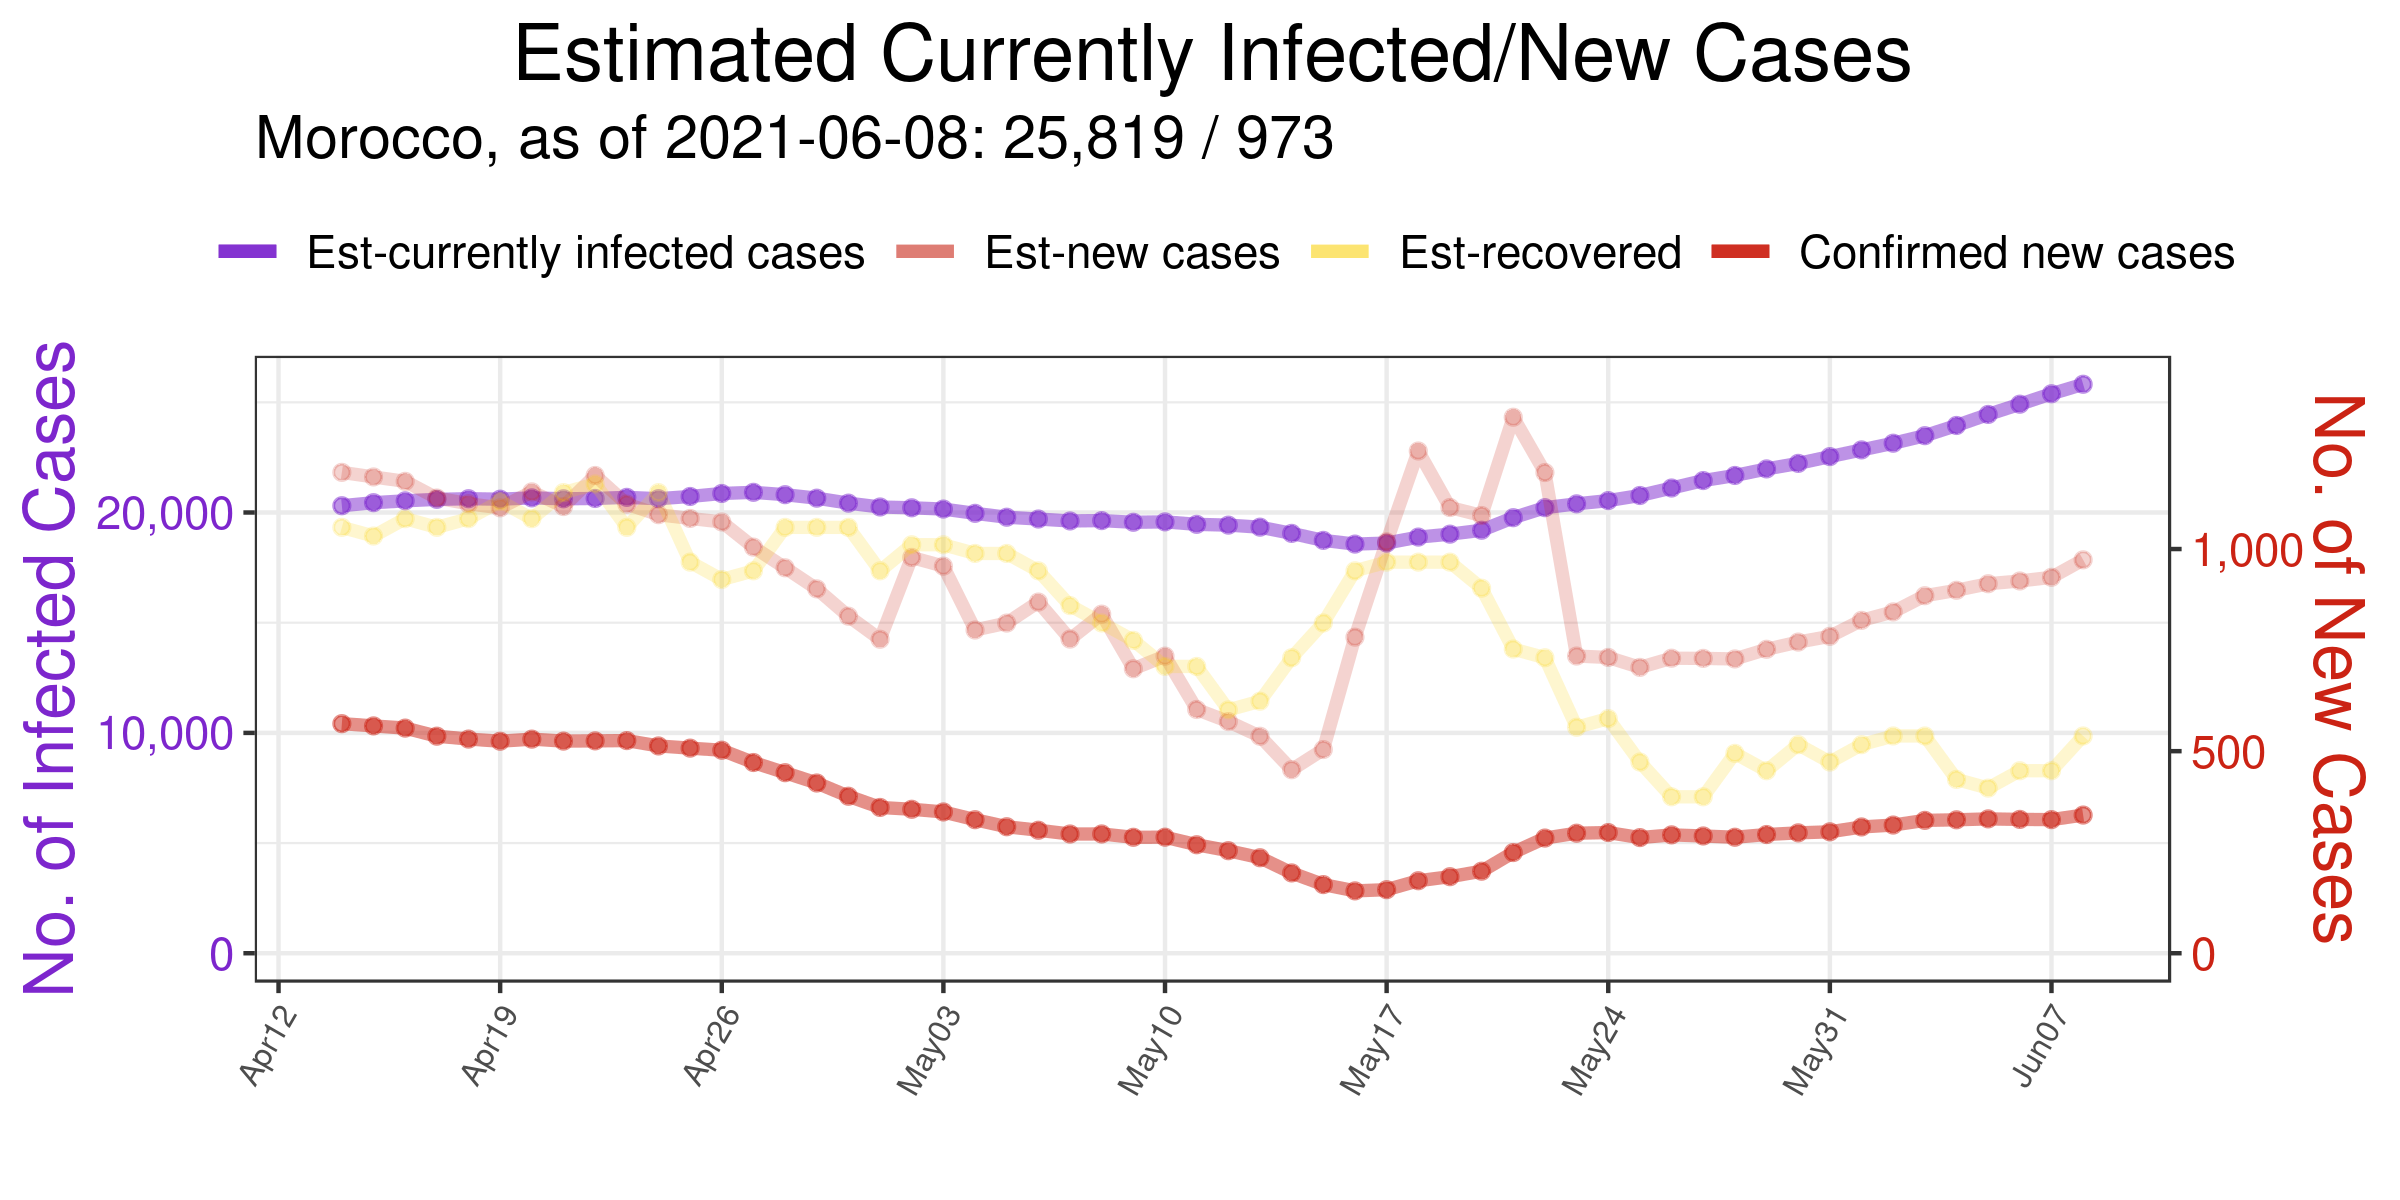 Estimated Currently Infected/New Cases
Morocco, as of 2021-06-08: 25,819 / 973
Est-currently infected cases Est-new cases Est-recovered Confirmed new cases
No. of Infected Cases
20,000
10,000
0
No. of New Cases
1,000
500
0
Apr12 Apr19 Apr26 May03 May10 May17 May24 May31 Jun07